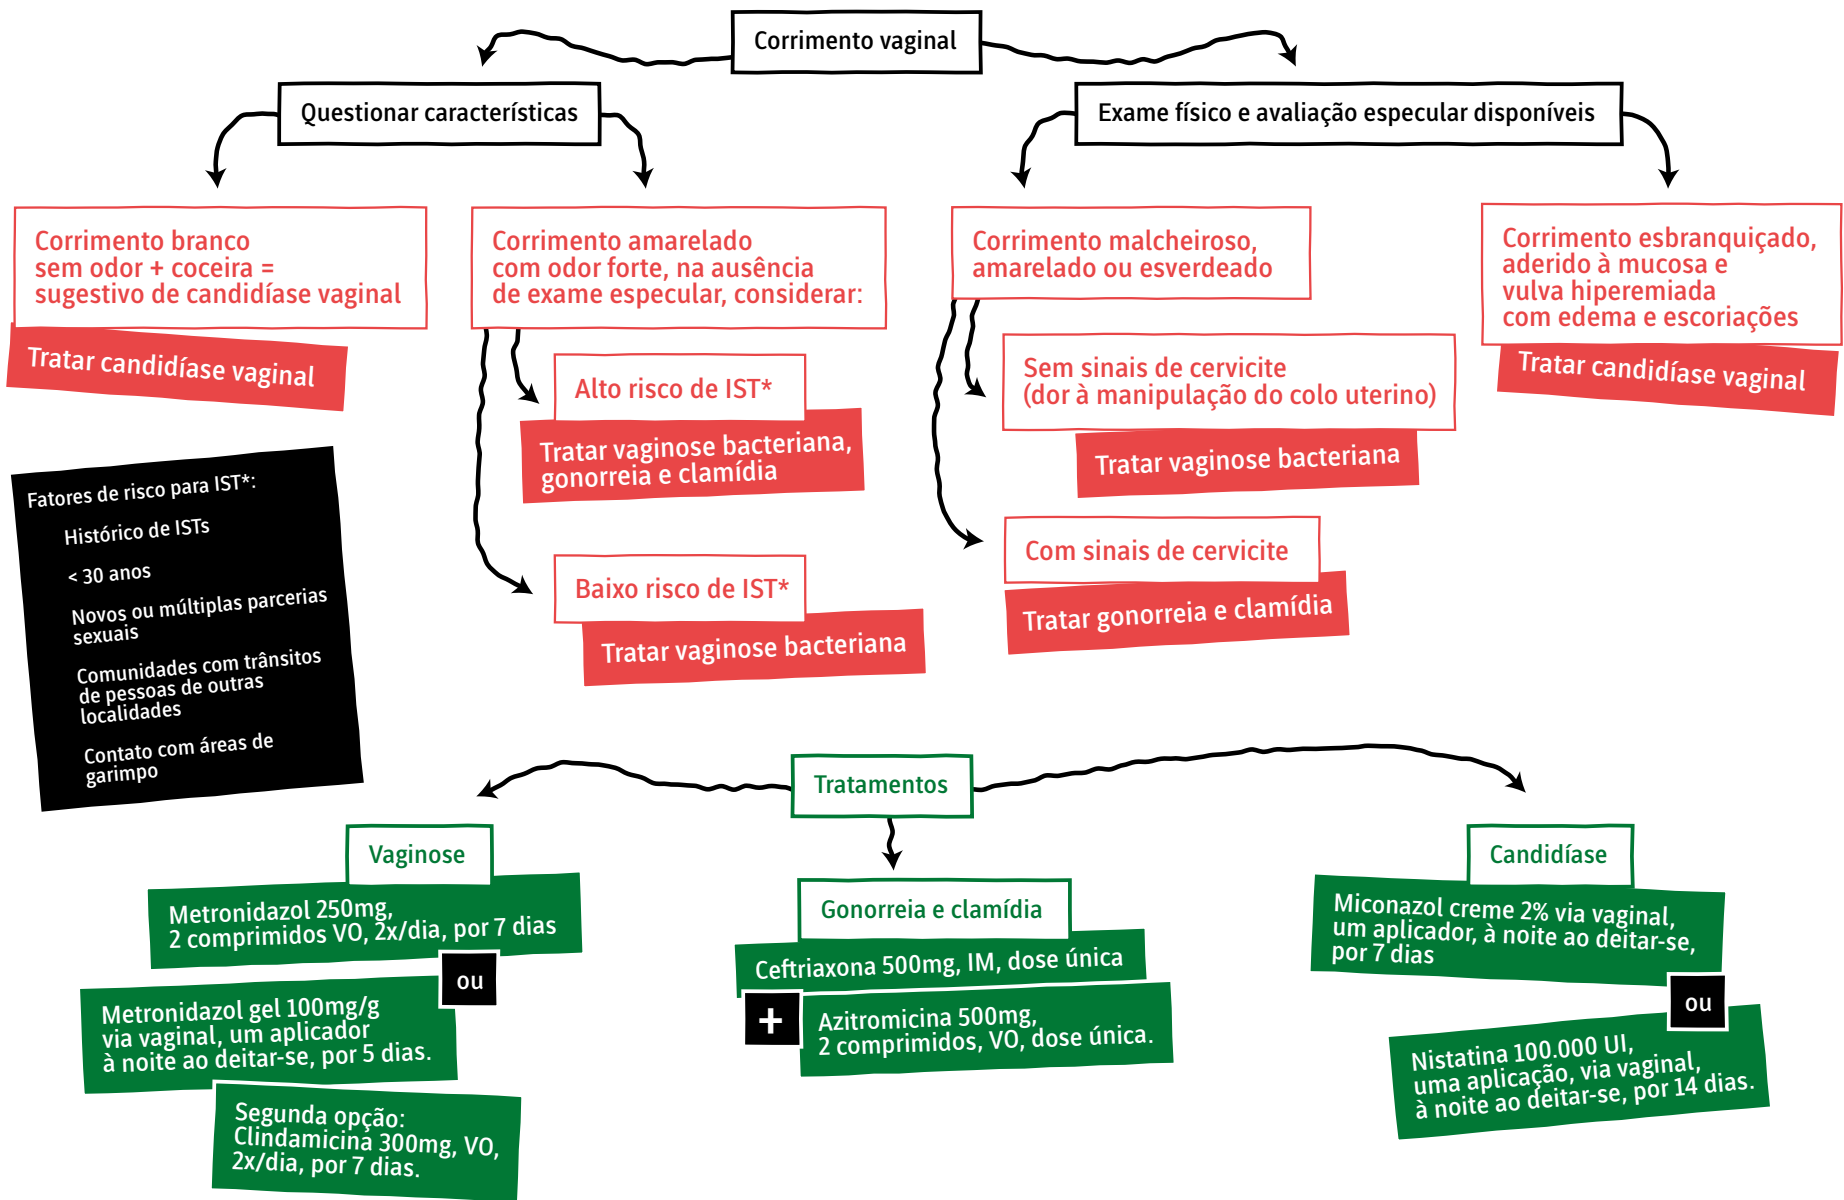 Corrimento vaginal
Questionar características
Exame físico e avaliação especular disponíveis
Corrimento branco
sem odor + coceira =
sugestivo de candidíase vaginal
Tratar candidíase vaginal
Corrimento amarelado
com odor forte, na ausência
de exame especular, considerar:
Alto risco de IST*
Tratar vaginose bacteriana,
gonorreia e clamídia
Baixo risco de IST*
Tratar vaginose bacteriana
Corrimento malcheiroso,
amarelado ou esverdeado
Sem sinais de cervicite
(dor à manipulação do colo uterino)
Tratar vaginose bacteriana
Com sinais de cervicite
Tratar gonorreia e clamídia
Corrimento esbranquiçado,
aderido à mucosa e
vulva hiperemiada
com edema e escoriações
Tratar candidíase vaginal
Fatores de risco para IST*:
Histórico de ISTs
< 30 anos
Novos ou múltiplas parcerias
sexuais
Comunidades com trânsitos
de pessoas de outras
localidades
Contato com áreas de
garimpo
Tratamentos
Vaginose
Metronidazol 250mg,
2 comprimidos VO, 2x/dia, por 7 dias
ou
Metronidazol gel 100mg/g
via vaginal, um aplicador
à noite ao deitar-se, por 5 dias.
Segunda opção:
Clindamicina 300mg, VO,
2x/dia, por 7 dias.
Gonorreia e clamídia
Ceftriaxona 500mg, IM, dose única
+
Azitromicina 500mg,
2 comprimidos, VO, dose única.
Candidíase
Miconazol creme 2% via vaginal,
um aplicador, à noite ao deitar-se,
por 7 dias
ou
Nistatina 100.000 UI,
uma aplicação, via vaginal,
à noite ao deitar-se, por 14 dias.